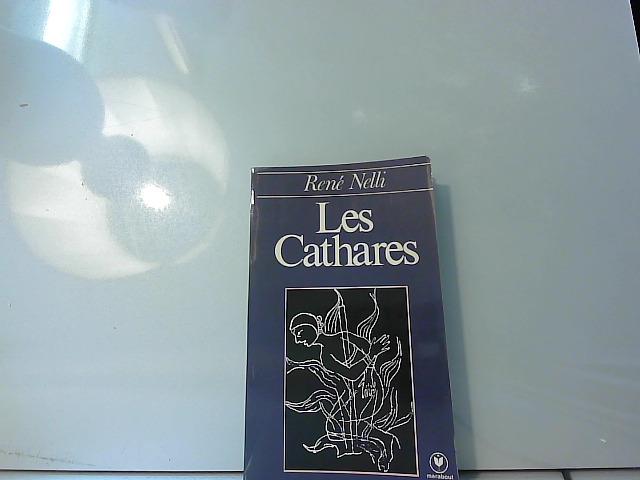 René Nelli
Les
Cathares
marabout